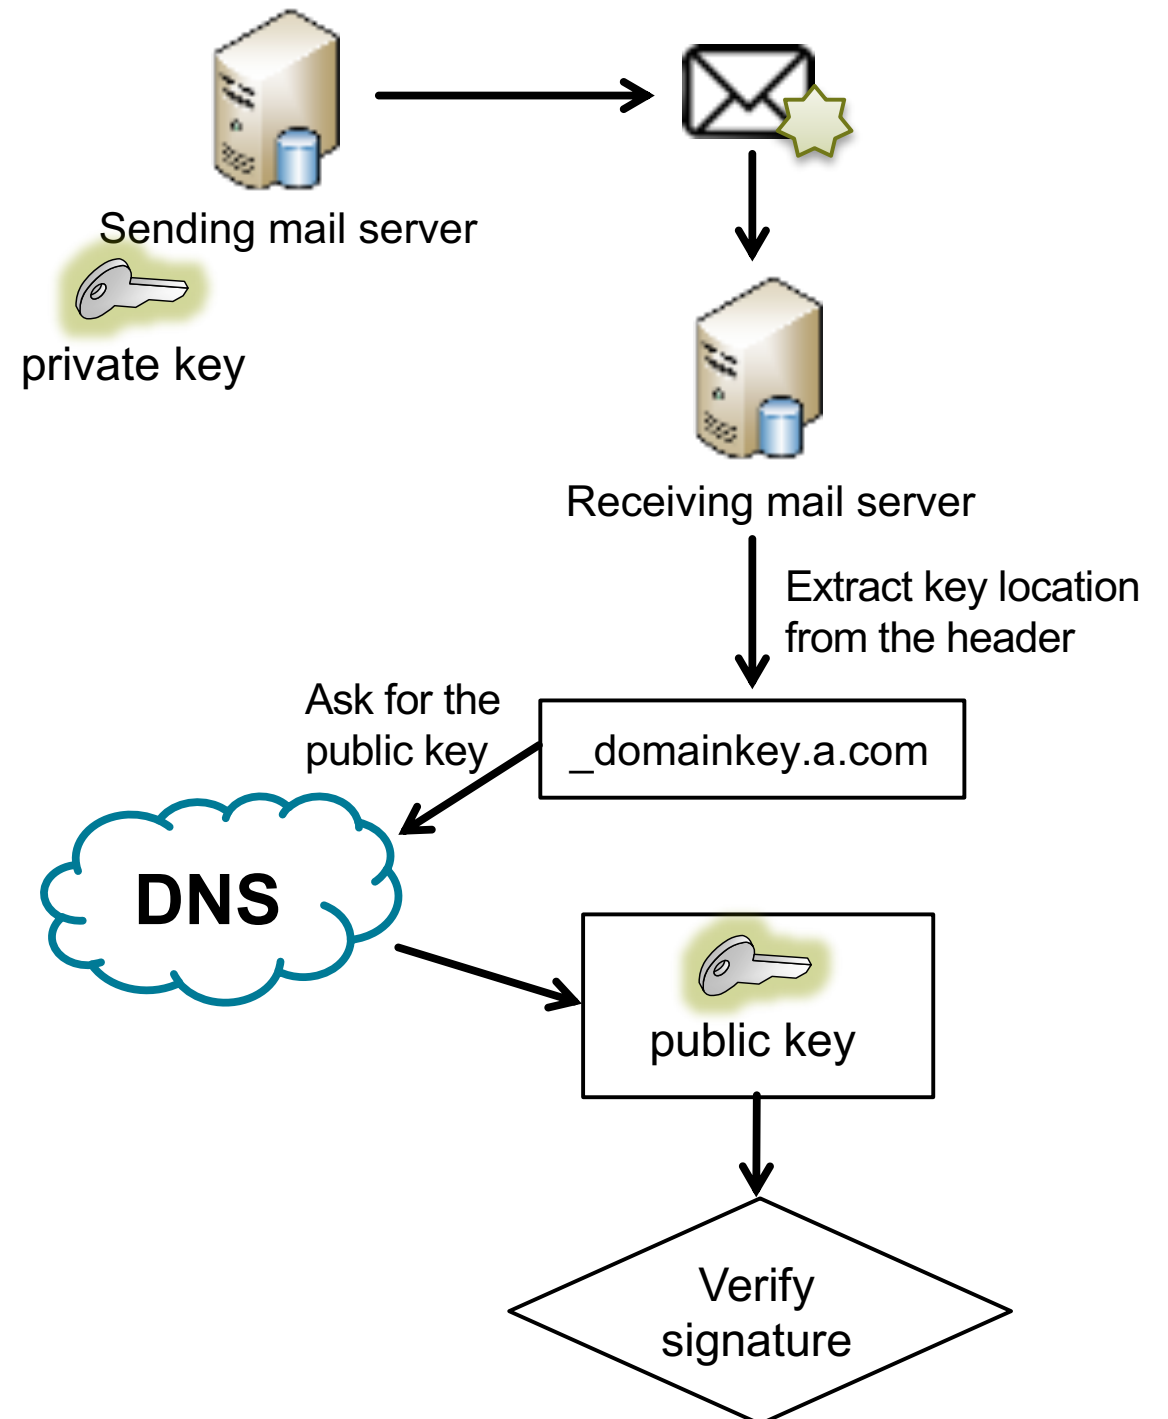 Sending mail server
private key
Receiving mail server
Extract key location
from the header
Ask for the
public key
_domainkey.a.com
DNS
public key
Verify
signature